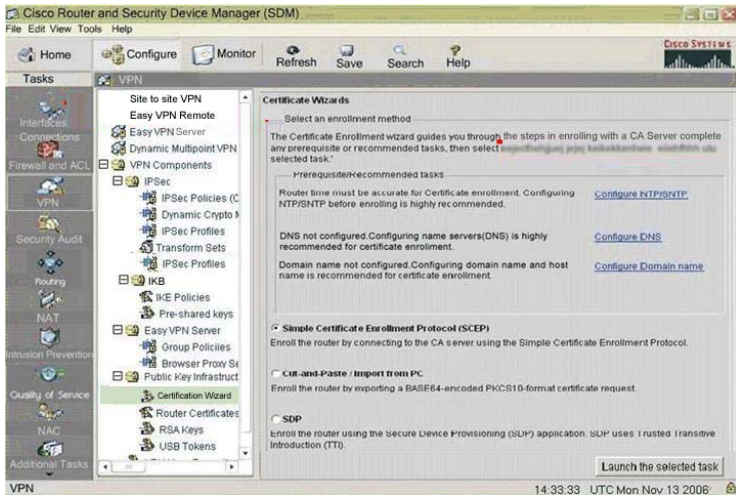 Cisco Router and Security Device Manager (SDM)
File Edit View Tools Help
Home Configure Monitor Refresh Save Search Help
CISCO SYSTEMS
Tasks
VPN
Interfaces
Connections
Firewall and ACL
VPN
Security Audit
Routing
NAT
Intrusion Prevention
Quality of Service
NAC
Additional Tasks
Site to site VPN
Easy VPN Remote
Easy VPN Server
Dynamic Multipoint VPN
VPN Components
IPSec
IPSec Policies (C
Dynamic Crypto M
IPSec Profiles
Transform Sets
IPSec Profiles
IKB
IKE Policies
Pre-shared keys
Easy VPN Server
Group Policiies
Browser Proxy Se
Public Key Infrastruct
Certification Wizard
Router Certificates
RSA Keys
USB Tokens
Certificate Wizards
Select an enrollment method
The Certificate Enrollment wizard guides you through the steps in enrolling with a CA Server complete
any prerequisite or recommended tasks, then select
selected task."
Prerequisite/Recommended tasks
Router time must be accurate for Certificate enrollment. Configuring
NTP/SNTP before enrolling is highly recommended.
Configure NTP/SNTP
DNS not configured.Configuring name servers(DNS) is highly
recommended for certificate enrollment.
Configure DNS
Domain name not configured.Configuring domain name and host
name is recommended for certificate enrollment.
Configure Domain name
Simple Certificate Enrollment Protocol (SCEP)
Enroll the router by connecting to the CA server using the Simple Certificate Enrollment Protocol.
Cut-and-Paste / Import from PC
Enroll the router by exporting a BASE64-encoded PKCS10-format certificate request.
SDP
Enroll the router using the Secure Device Provisioning (SDP) application. SDP uses Trusted Transitive
Introduction (TTI).
Launch the selected task
VPN
14:33:33 UTC Mon Nov 13 2006